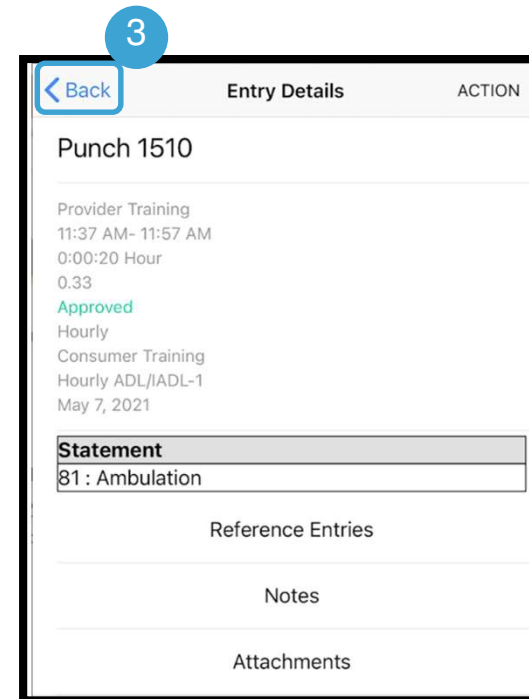 3
Back Entry Details ACTION
Punch 1510
Provider Training
11:37 AM- 11:57 AM
0:00:20 Hour
0.33
Approved
Hourly
Consumer Training
Hourly ADL/IADL-1
May 7, 2021
Statement
81 : Ambulation
Reference Entries
Notes
Attachments